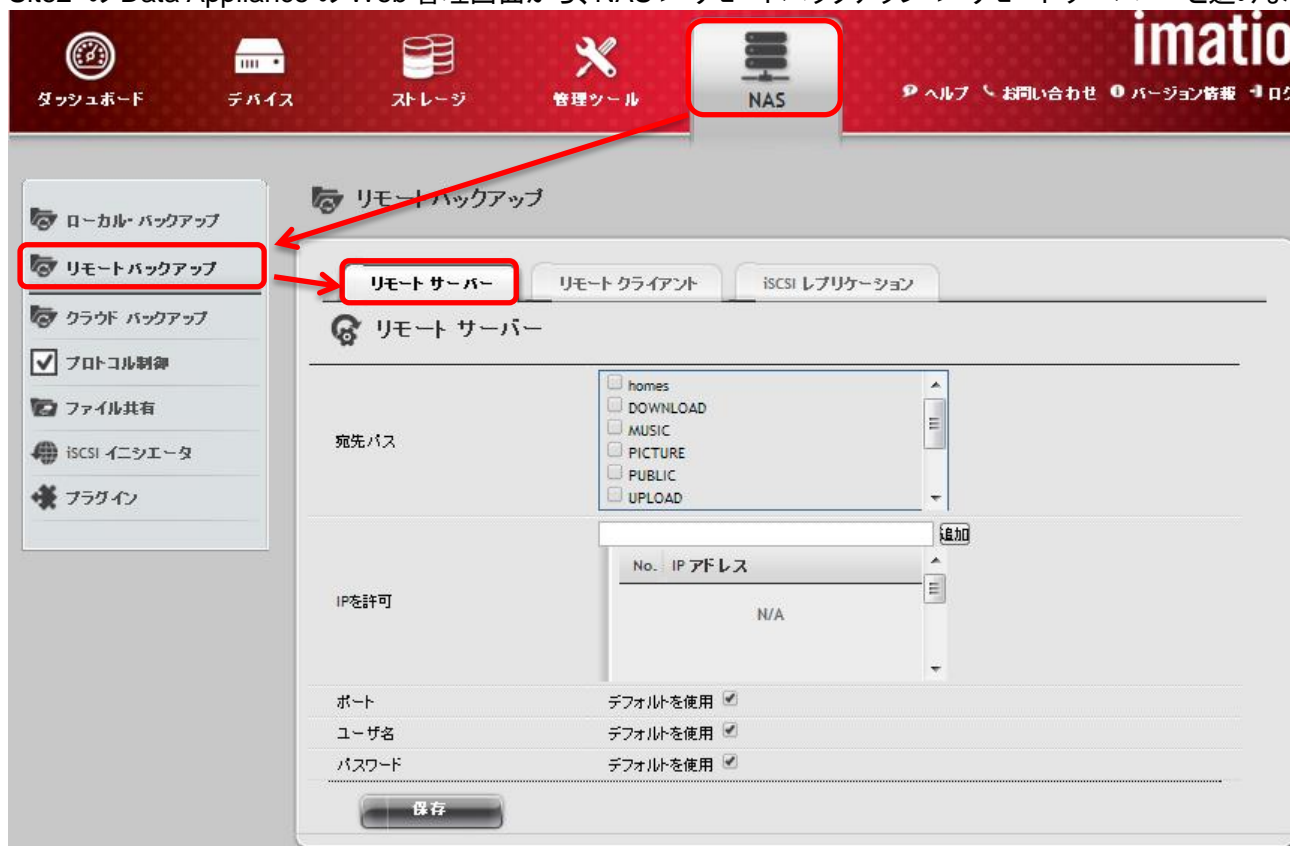 imatio
ダッシュボード
デバイス
ストレージ
管理ツール
NAS
ヘルプ お問い合わせ バージョン情報 ログ
ローカル・バックアップ
リモートバックアップ
クラウド バックアップ
プロトコル制御
ファイル共有
iSCSI イニシエータ
プラグイン
リモートバックアップ
リモート サーバー
リモート クライアント
iSCSI レプリケーション
リモート サーバー
宛先パス
homes
DOWNLOAD
MUSIC
PICTURE
PUBLIC
UPLOAD
IPを許可
追加
No. IP アドレス
N/A
ポート デフォルトを使用
ユーザ名 デフォルトを使用
パスワード デフォルトを使用
保存